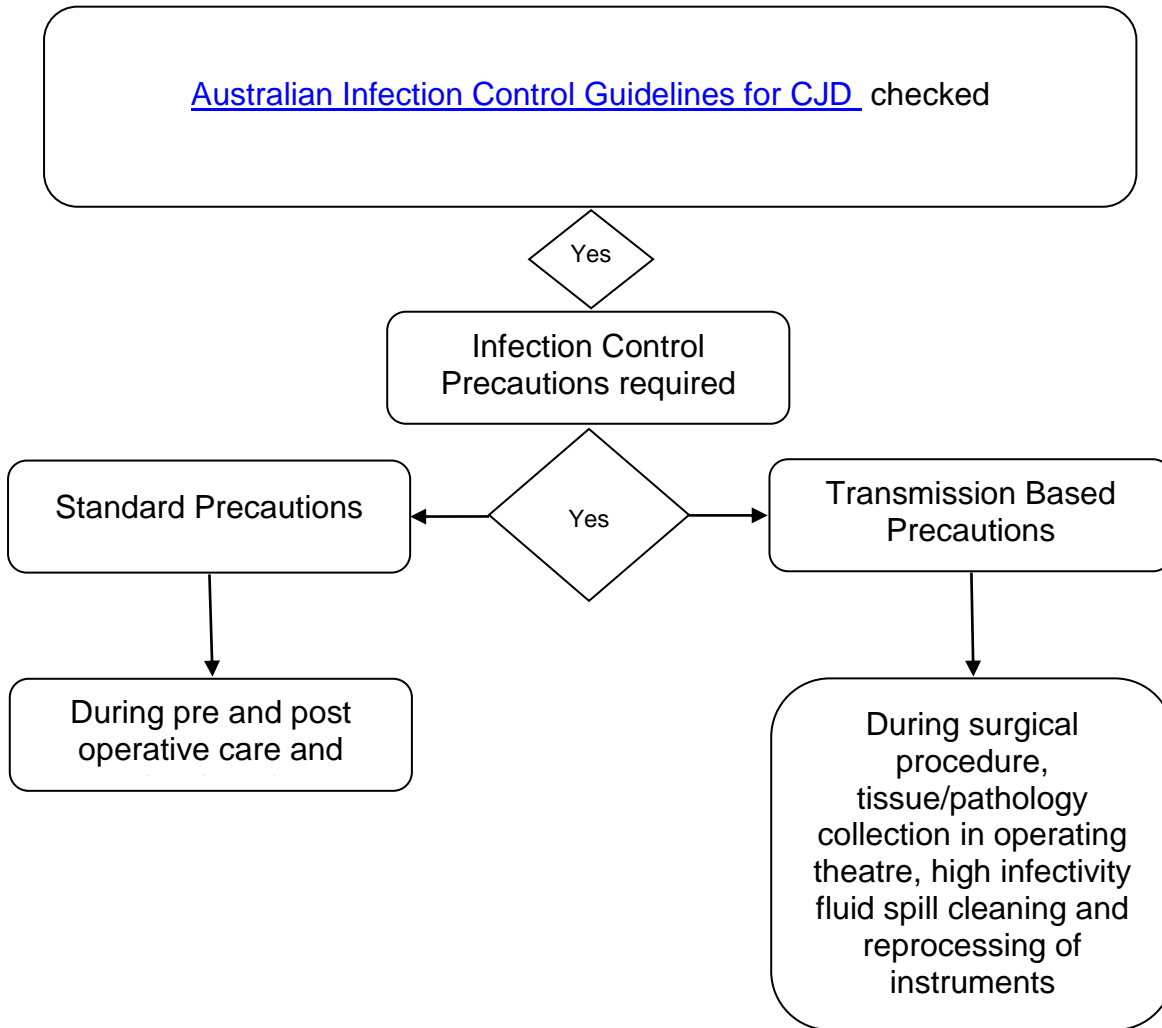 Australian Infection Control Guidelines for CJD checked
Yes
Infection Control
Precautions required
Yes
Standard Precautions
Transmission Based
Precautions
During pre and post
operative care and
During surgical
procedure,
tissue/pathology
collection in operating
theatre, high infectivity
fluid spill cleaning and
reprocessing of
instruments